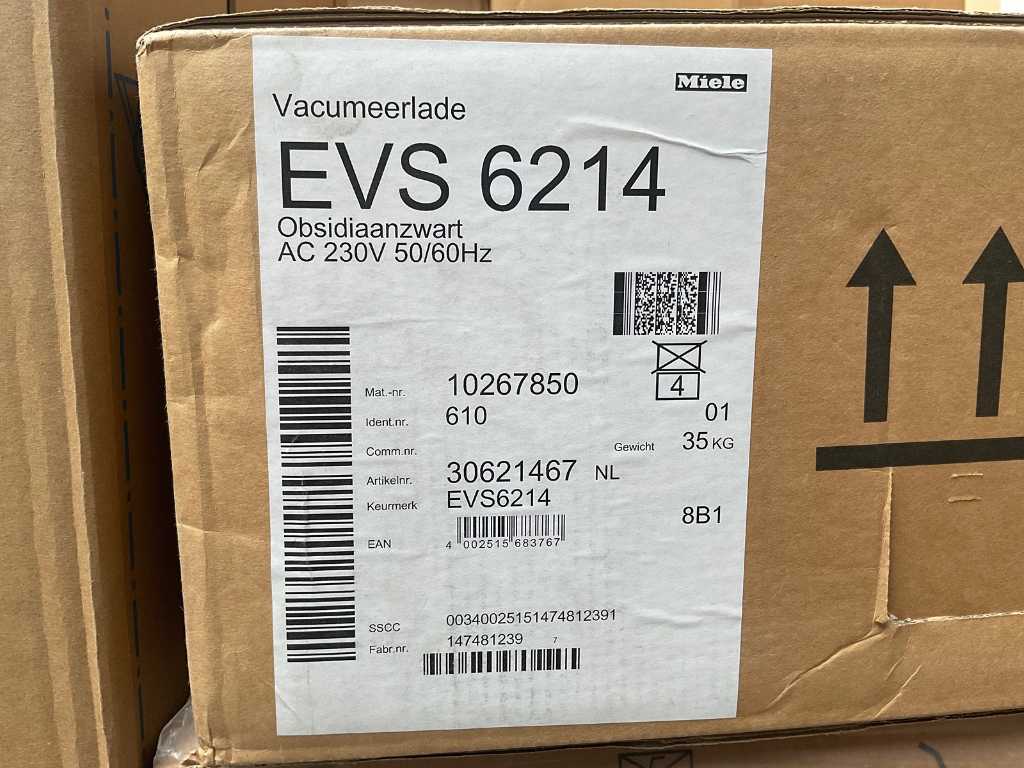 Miele
Vacumeerlade
EVS 6214
Obsidiaanzwart
AC 230V 50/60Hz
4
Mat.-nr. 10267850
Ident.nr. 610 01
Comm.nr. Gewicht 35 KG
Artikelnr. 30621467 NL
Keurmerk EVS6214
8B1
EAN 4 002515 683767
SSCC 00340025151474812391
Fabr.nr. 147481239 7